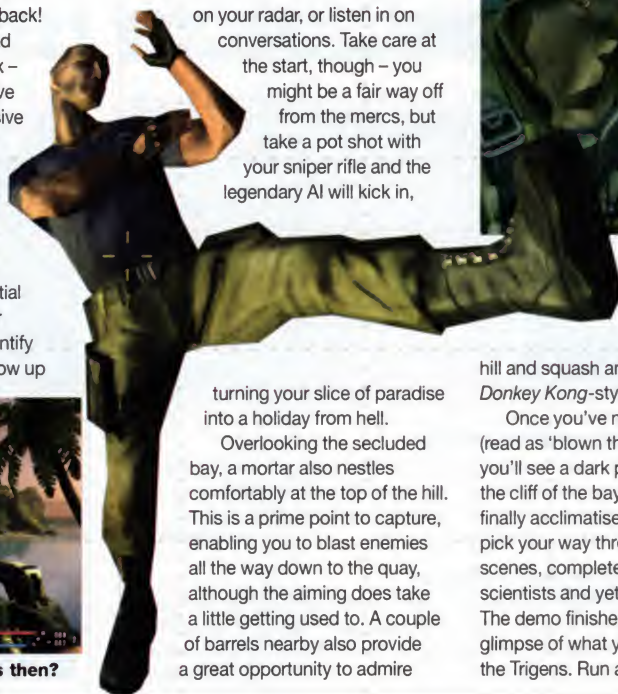 back!
d
x –
ve
sive
tial
r
ntify
ow up
s then?
on your radar, or listen in on
conversations. Take care at
the start, though – you
might be a fair way off
from the mercs, but
take a pot shot with
your sniper rifle and the
legendary AI will kick in,
turning your slice of paradise
into a holiday from hell.
Overlooking the secluded
bay, a mortar also nestles
comfortably at the top of the hill.
This is a prime point to capture,
enabling you to blast enemies
all the way down to the quay,
although the aiming does take
a little getting used to. A couple
of barrels nearby also provide
a great opportunity to admire
hill and squash an
Donkey Kong-sty
Once you've n
(read as 'blown th
you'll see a dark p
the cliff of the bay
finally acclimatise
pick your way thr
scenes, complete
scientists and yet
The demo finishe
glimpse of what y
the Trigens. Run a